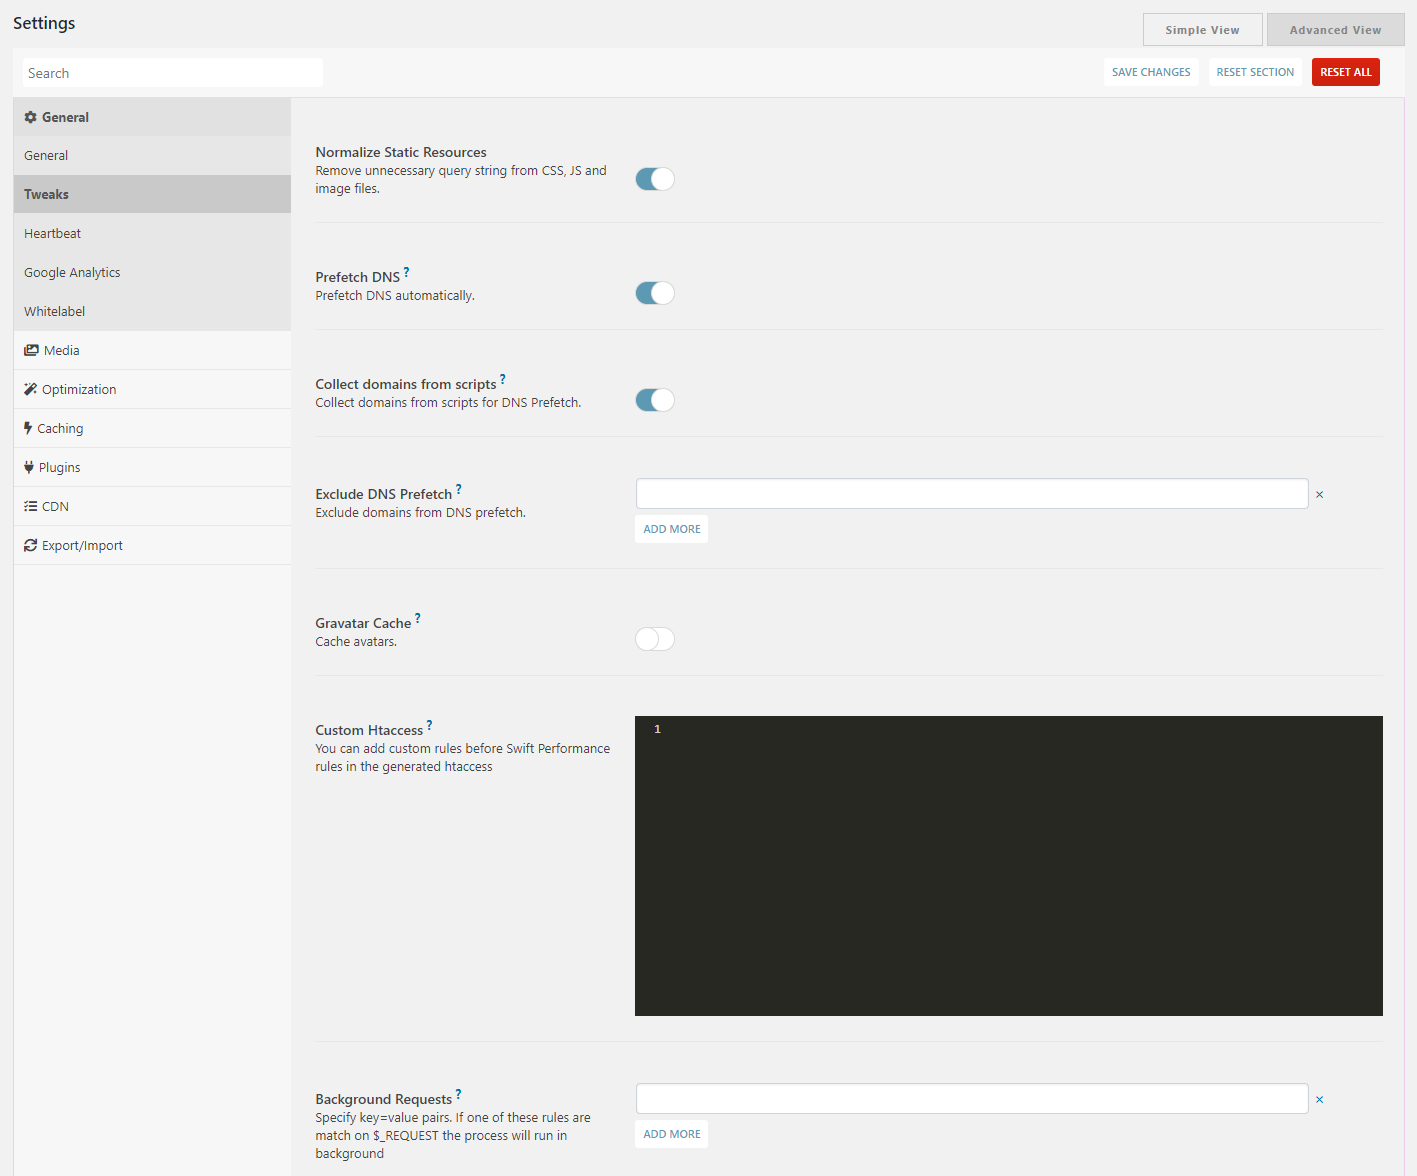 Settings
Simple View
Advanced View
Search
SAVE CHANGES
RESET SECTION
RESET ALL
General
General
Tweaks
Heartbeat
Google Analytics
Whitelabel
Media
Optimization
Caching
Plugins
CDN
Export/Import
Normalize Static Resources
Remove unnecessary query string from CSS, JS and
image files.
Prefetch DNS ?
Prefetch DNS automatically.
Collect domains from scripts ?
Collect domains from scripts for DNS Prefetch.
Exclude DNS Prefetch ?
Exclude domains from DNS prefetch.
×
ADD MORE
Gravatar Cache ?
Cache avatars.
Custom Htaccess ?
You can add custom rules before Swift Performance
rules in the generated htaccess
1
Background Requests ?
Specify key=value pairs. If one of these rules are
match on $_REQUEST the process will run in
background
×
ADD MORE